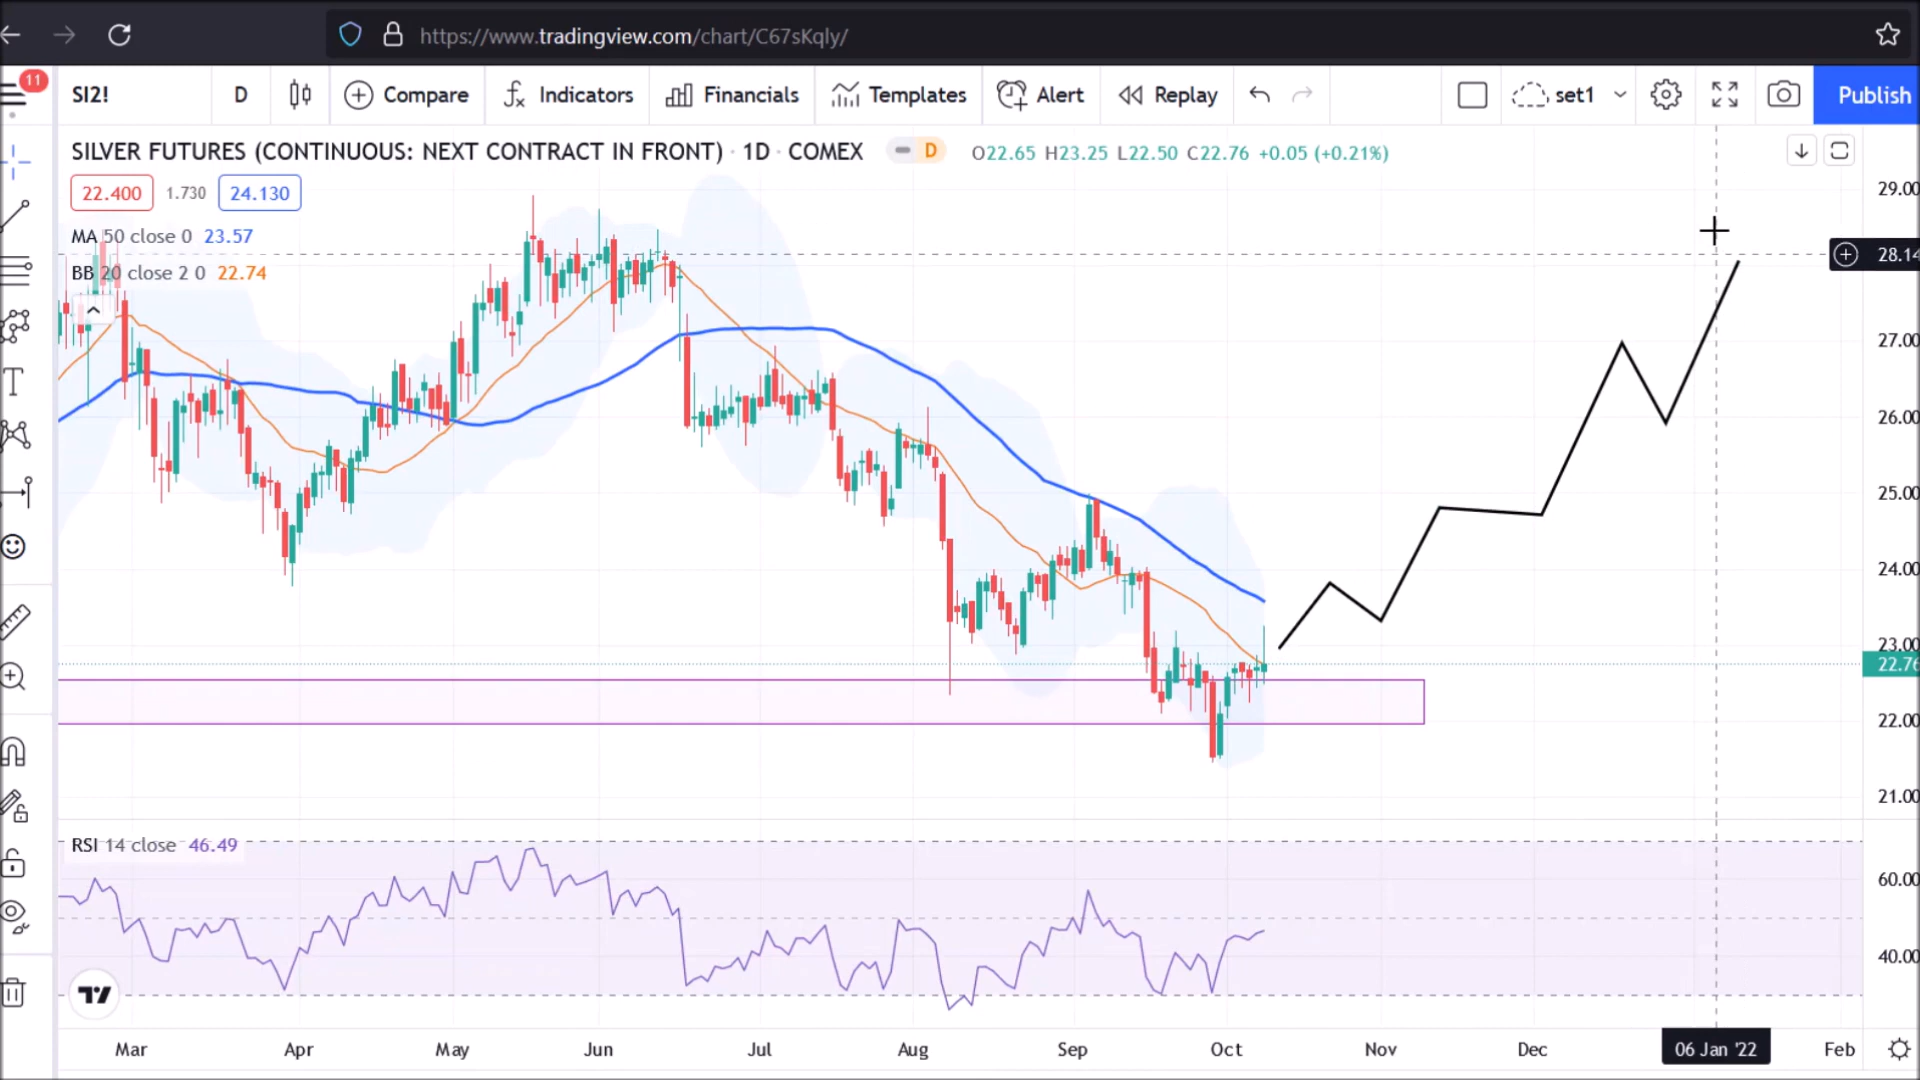 https://www.tradingview.com/chart/C67sKqly/
11
SI2!
D
Compare
Indicators
Financials
Templates
Alert
Replay
set1
Publish
SILVER FUTURES (CONTINUOUS: NEXT CONTRACT IN FRONT) · 1D · COMEX
D
O22.65 H23.25 L22.50 C22.76 +0.05 (+0.21%)
22.400 1.730 24.130
MA 50 close 0 23.57
BB 20 close 2 0 22.74
29.00
28.14
27.00
26.00
25.00
24.00
23.00
22.76
22.00
21.00
RSI 14 close 46.49
60.00
40.00
Mar Apr May Jun Jul Aug Sep Oct Nov Dec 06 Jan '22 Feb